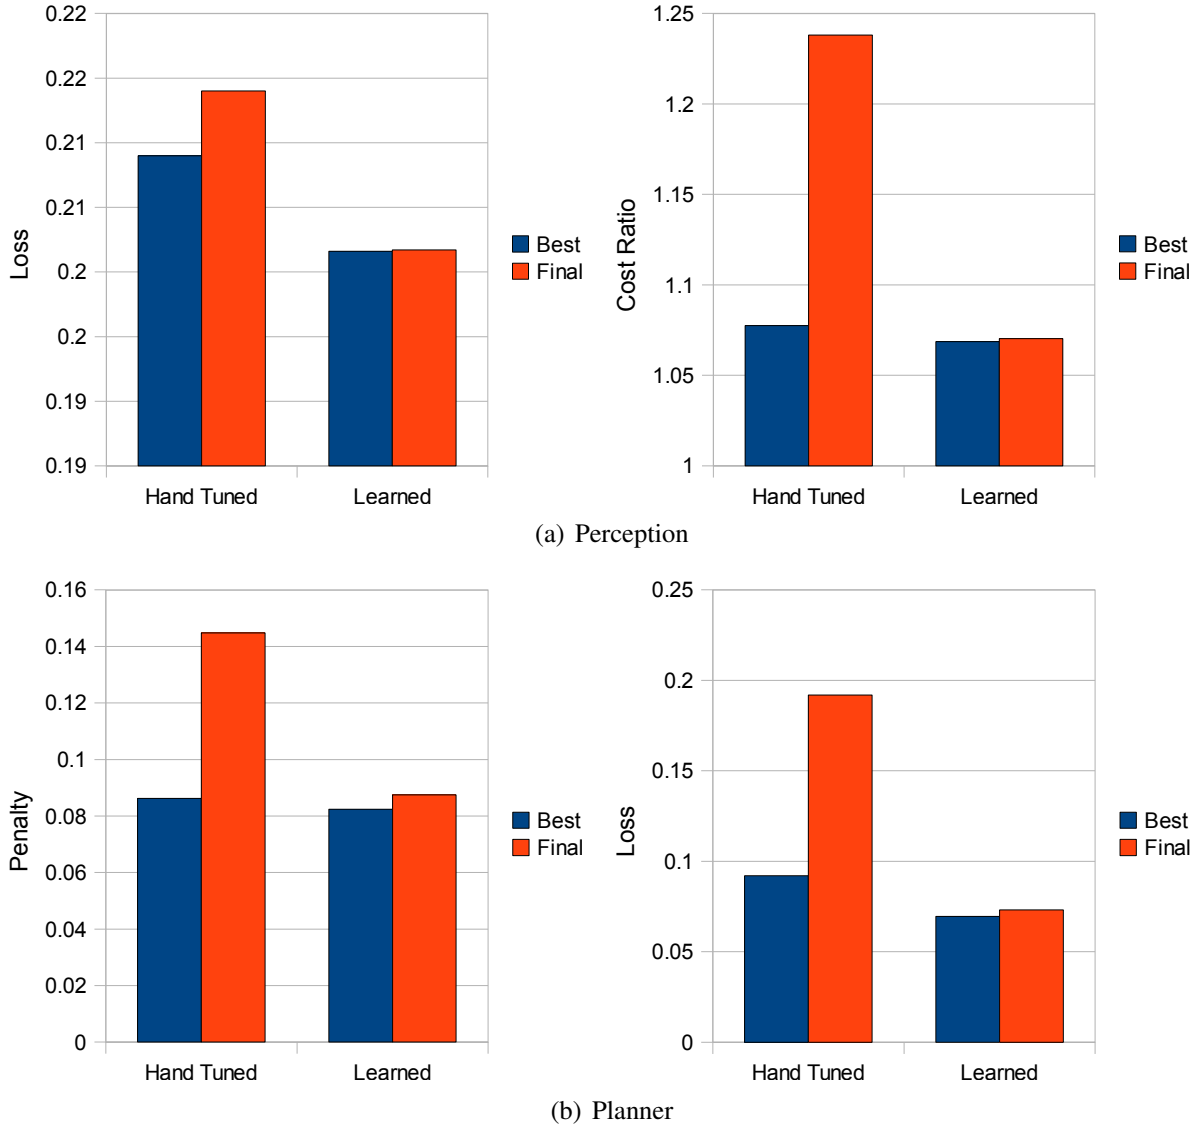 0.22
0.22
0.21
0.21
0.2
0.2
0.19
0.19
Loss
Hand Tuned
Learned
Best
Final
1.25
1.2
1.15
1.1
1.05
1
Cost Ratio
Hand Tuned
Learned
Best
Final
(a) Perception
0.16
0.14
0.12
0.1
0.08
0.06
0.04
0.02
0
Penalty
Hand Tuned
Learned
Best
Final
0.25
0.2
0.15
0.1
0.05
0
Loss
Hand Tuned
Learned
Best
Final
(b) Planner